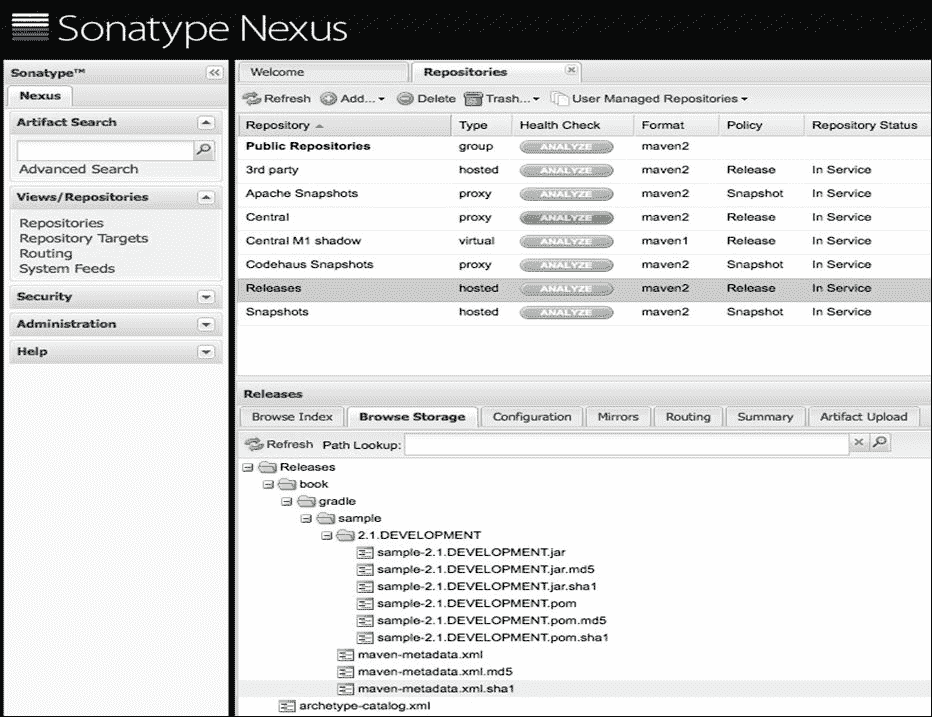 Sonatype Nexus
Sonatype™
Nexus
Artifact Search
Advanced Search
Views/Repositories
Repositories
Repository Targets
Routing
System Feeds
Security
Administration
Help
Welcome Repositories
Refresh Add... Delete Trash... User Managed Repositories
Repository Type Health Check Format Policy Repository Status
Public Repositories group ANALYZE maven2
3rd party hosted ANALYZE maven2 Release In Service
Apache Snapshots proxy ANALYZE maven2 Snapshot In Service
Central proxy ANALYZE maven2 Release In Service
Central M1 shadow virtual ANALYZE maven1 Release In Service
Codehaus Snapshots proxy ANALYZE maven2 Snapshot In Service
Releases hosted ANALYZE maven2 Release In Service
Snapshots hosted ANALYZE maven2 Snapshot In Service
Releases
Browse Index Browse Storage Configuration Mirrors Routing Summary Artifact Upload
Refresh Path Lookup:
Releases
book
gradle
sample
2.1.DEVELOPMENT
sample-2.1.DEVELOPMENT.jar
sample-2.1.DEVELOPMENT.jar.md5
sample-2.1.DEVELOPMENT.jar.sha1
sample-2.1.DEVELOPMENT.pom
sample-2.1.DEVELOPMENT.pom.md5
sample-2.1.DEVELOPMENT.pom.sha1
maven-metadata.xml
maven-metadata.xml.md5
maven-metadata.xml.sha1
archetype-catalog.xml